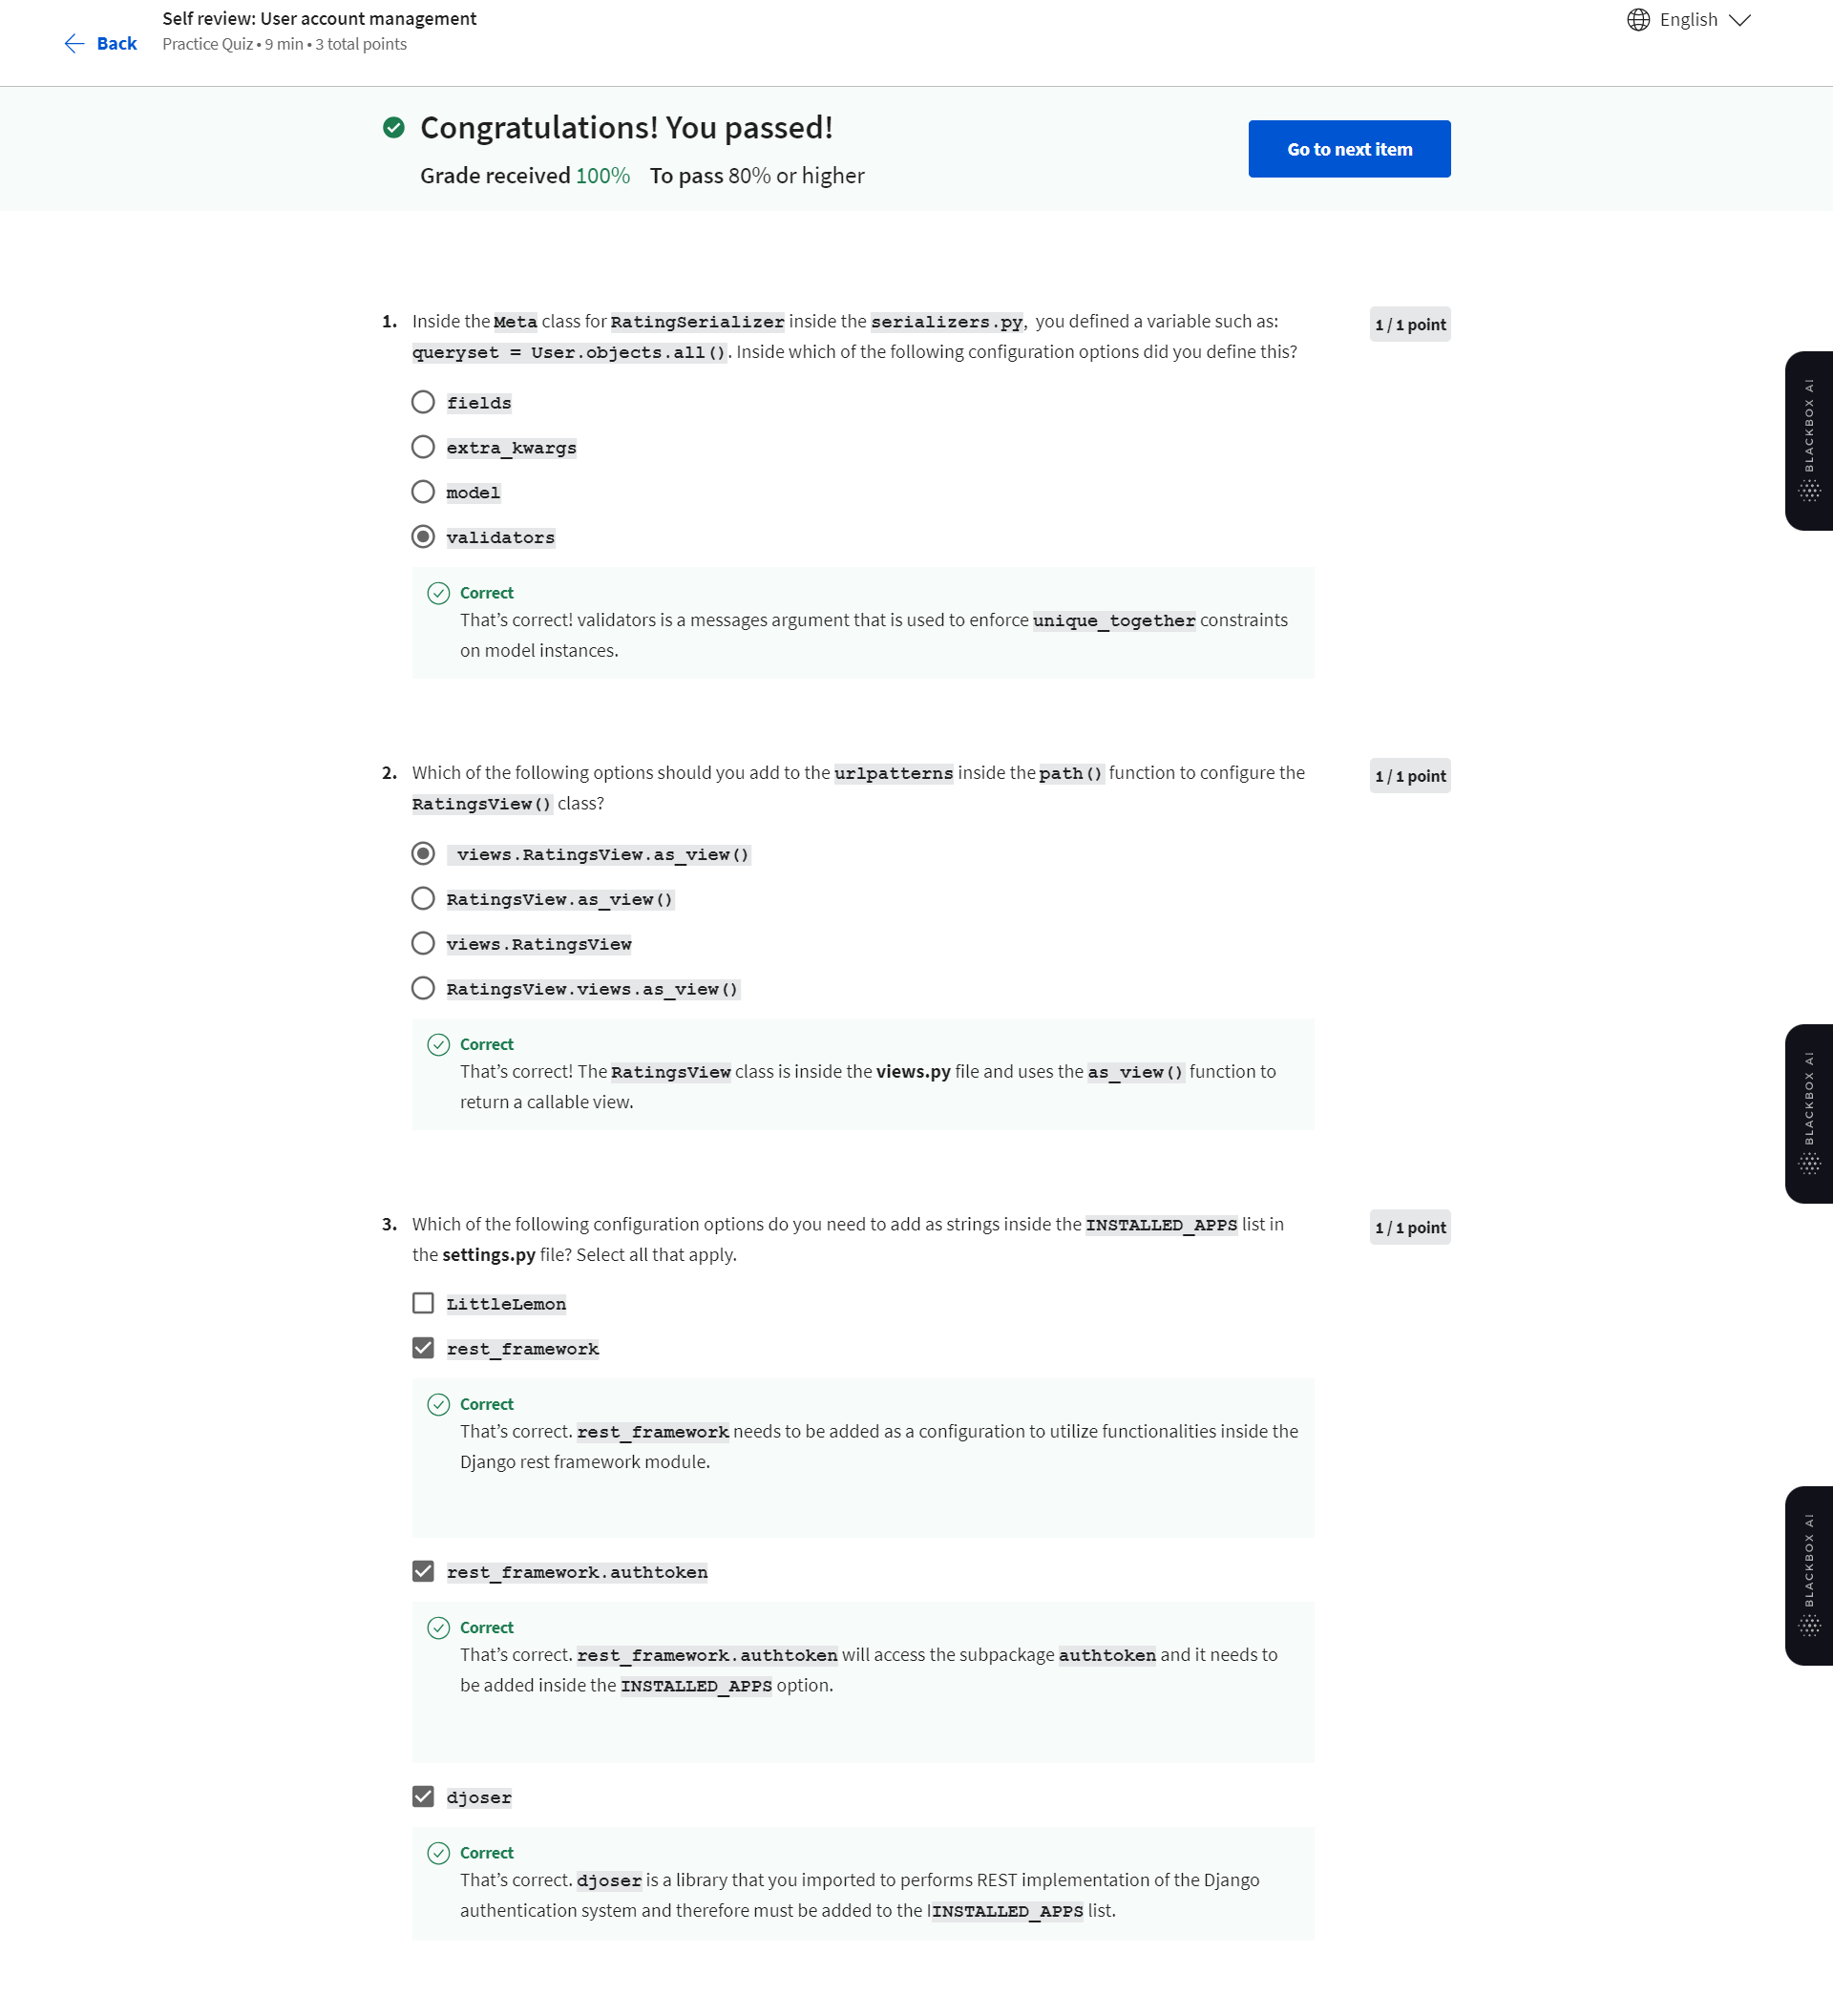 Self review: User account management
Back
Practice Quiz • 9 min • 3 total points
English
Congratulations! You passed!
Grade received 100% To pass 80% or higher
Go to next item
1. Inside the Meta class for RatingSerializer inside the serializers.py, you defined a variable such as:
queryset = User.objects.all(). Inside which of the following configuration options did you define this?
1 / 1 point
fields
extra_kwargs
model
validators
Correct
That’s correct! validators is a messages argument that is used to enforce unique_together constraints
on model instances.
BLACKBOX AI
2. Which of the following options should you add to the urlpatterns inside the path() function to configure the
RatingsView() class?
1 / 1 point
views.RatingsView.as_view()
RatingsView.as_view()
views.RatingsView
RatingsView.views.as_view()
Correct
That’s correct! The RatingsView class is inside the views.py file and uses the as_view() function to
return a callable view.
BLACKBOX AI
3. Which of the following configuration options do you need to add as strings inside the INSTALLED_APPS list in
the settings.py file? Select all that apply.
1 / 1 point
LittleLemon
rest_framework
Correct
That’s correct. rest_framework needs to be added as a configuration to utilize functionalities inside the
Django rest framework module.
rest_framework.authtoken
BLACKBOX AI
Correct
That’s correct. rest_framework.authtoken will access the subpackage authtoken and it needs to
be added inside the INSTALLED_APPS option.
djoser
Correct
That’s correct. djoser is a library that you imported to performs REST implementation of the Django
authentication system and therefore must be added to the IINSTALLED_APPS list.